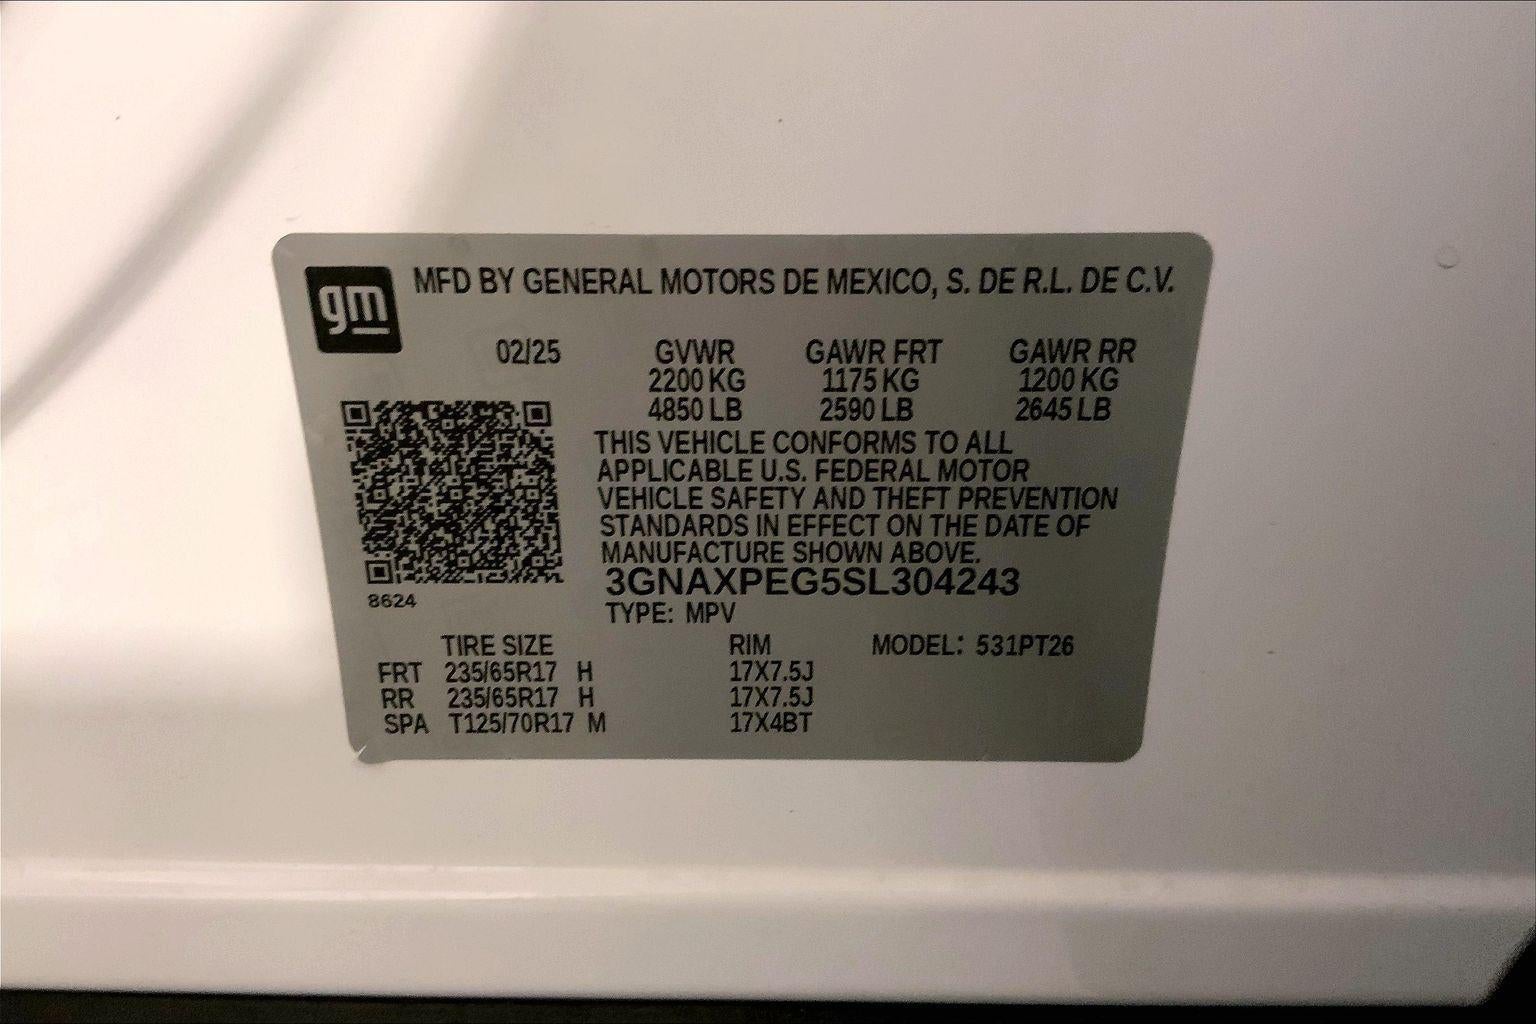 gm MFD BY GENERAL MOTORS DE MEXICO, S. DE R.L. DE C.V.
02/25 GVWR GAWR FRT GAWR RR
2200 KG 1175 KG 1200 KG
4850 LB 2590 LB 2645 LB
THIS VEHICLE CONFORMS TO ALL
APPLICABLE U.S. FEDERAL MOTOR
VEHICLE SAFETY AND THEFT PREVENTION
STANDARDS IN EFFECT ON THE DATE OF
MANUFACTURE SHOWN ABOVE.
3GNAXPEG5SL304243
8624
TYPE: MPV
TIRE SIZE RIM MODEL: 531PT26
FRT 235/65R17 H 17X7.5J
RR 235/65R17 H 17X7.5J
SPA T125/70R17 M 17X4BT